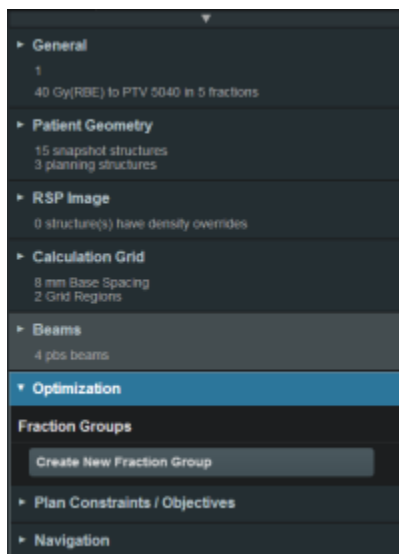 General
1
40 Gy(RBE) to PTV 5040 in 5 fractions
Patient Geometry
15 snapshot structures
3 planning structures
RSP Image
0 structure(s) have density overrides
Calculation Grid
8 mm Base Spacing
2 Grid Regions
Beams
4 pbs beams
Optimization
Fraction Groups
Create New Fraction Group
Plan Constraints / Objectives
Navigation